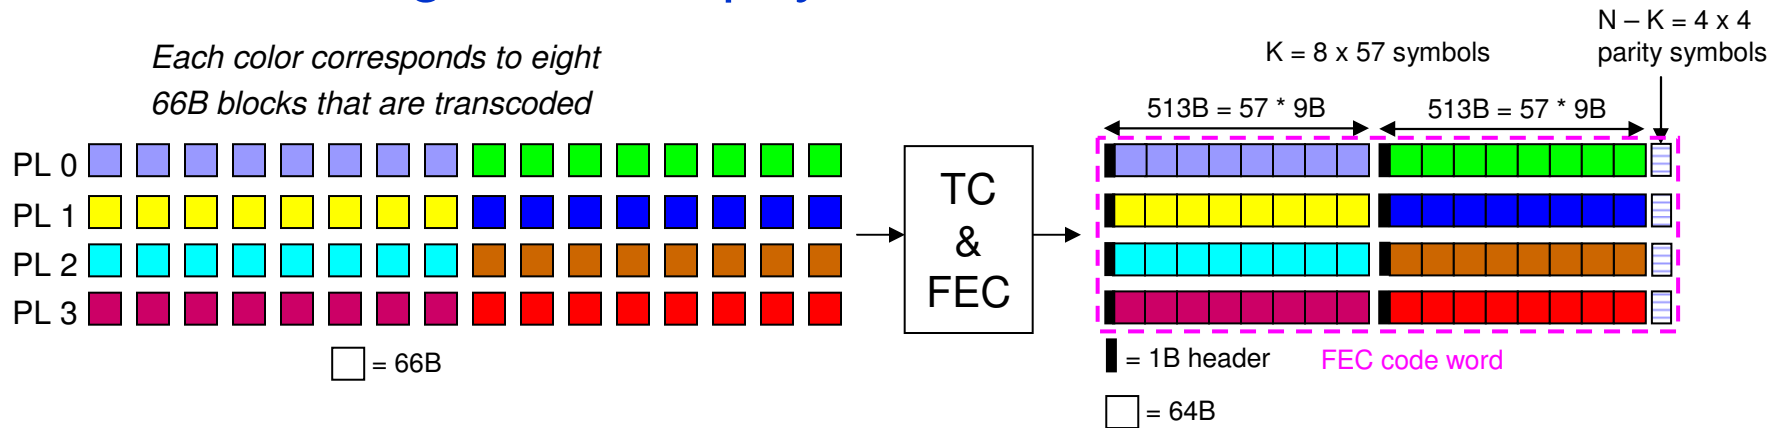 N – K = 4 x 4
parity symbols
K = 8 x 57 symbols
Each color corresponds to eight
66B blocks that are transcoded
513B = 57 * 9B
513B = 57 * 9B
PL 0
PL 1
PL 2
PL 3
TC
&
FEC
= 66B
= 1B header
FEC code word
= 64B